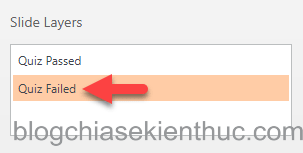 Slide Layers
Quiz Passed
Quiz Failed
blogchiasekienthuc.com